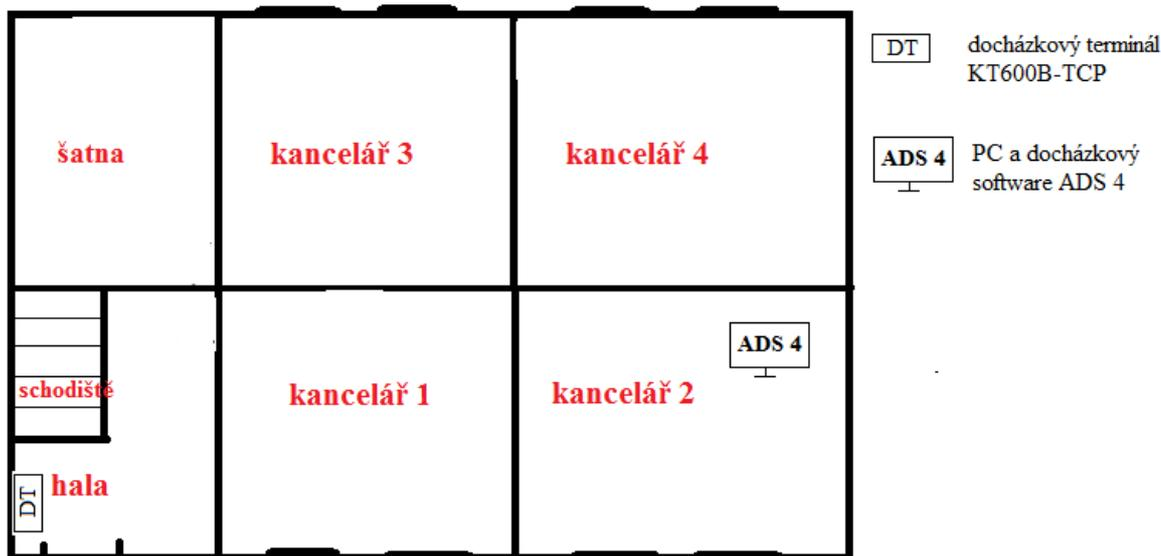 DT
docházkový terminál
KT600B-TCP
šatna
kancelář 3
kancelář 4
ADS 4
PC a docházkový
software ADS 4
ADS 4
schodiště
kancelář 1
kancelář 2
hala
DT